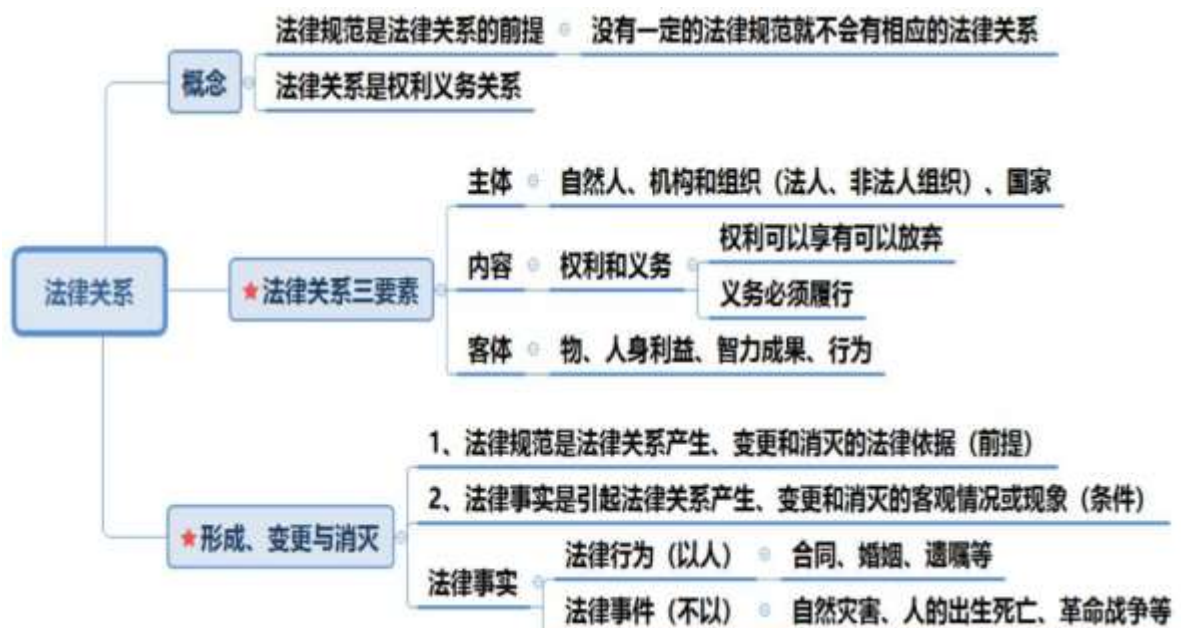 法律关系
概念
法律规范是法律关系的前提
没有一定的法律规范就不会有相应的法律关系
法律关系是权利义务关系
★法律关系三要素
主体
自然人、机构和组织（法人、非法人组织）、国家
内容
权利和义务
权利可以享有可以放弃
义务必须履行
客体
物、人身利益、智力成果、行为
★形成、变更与消灭
1、法律规范是法律关系产生、变更和消灭的法律依据（前提）
2、法律事实是引起法律关系产生、变更和消灭的客观情况或现象（条件）
法律事实
法律行为（以人）
合同、婚姻、遗嘱等
法律事件（不以）
自然灾害、人的出生死亡、革命战争等